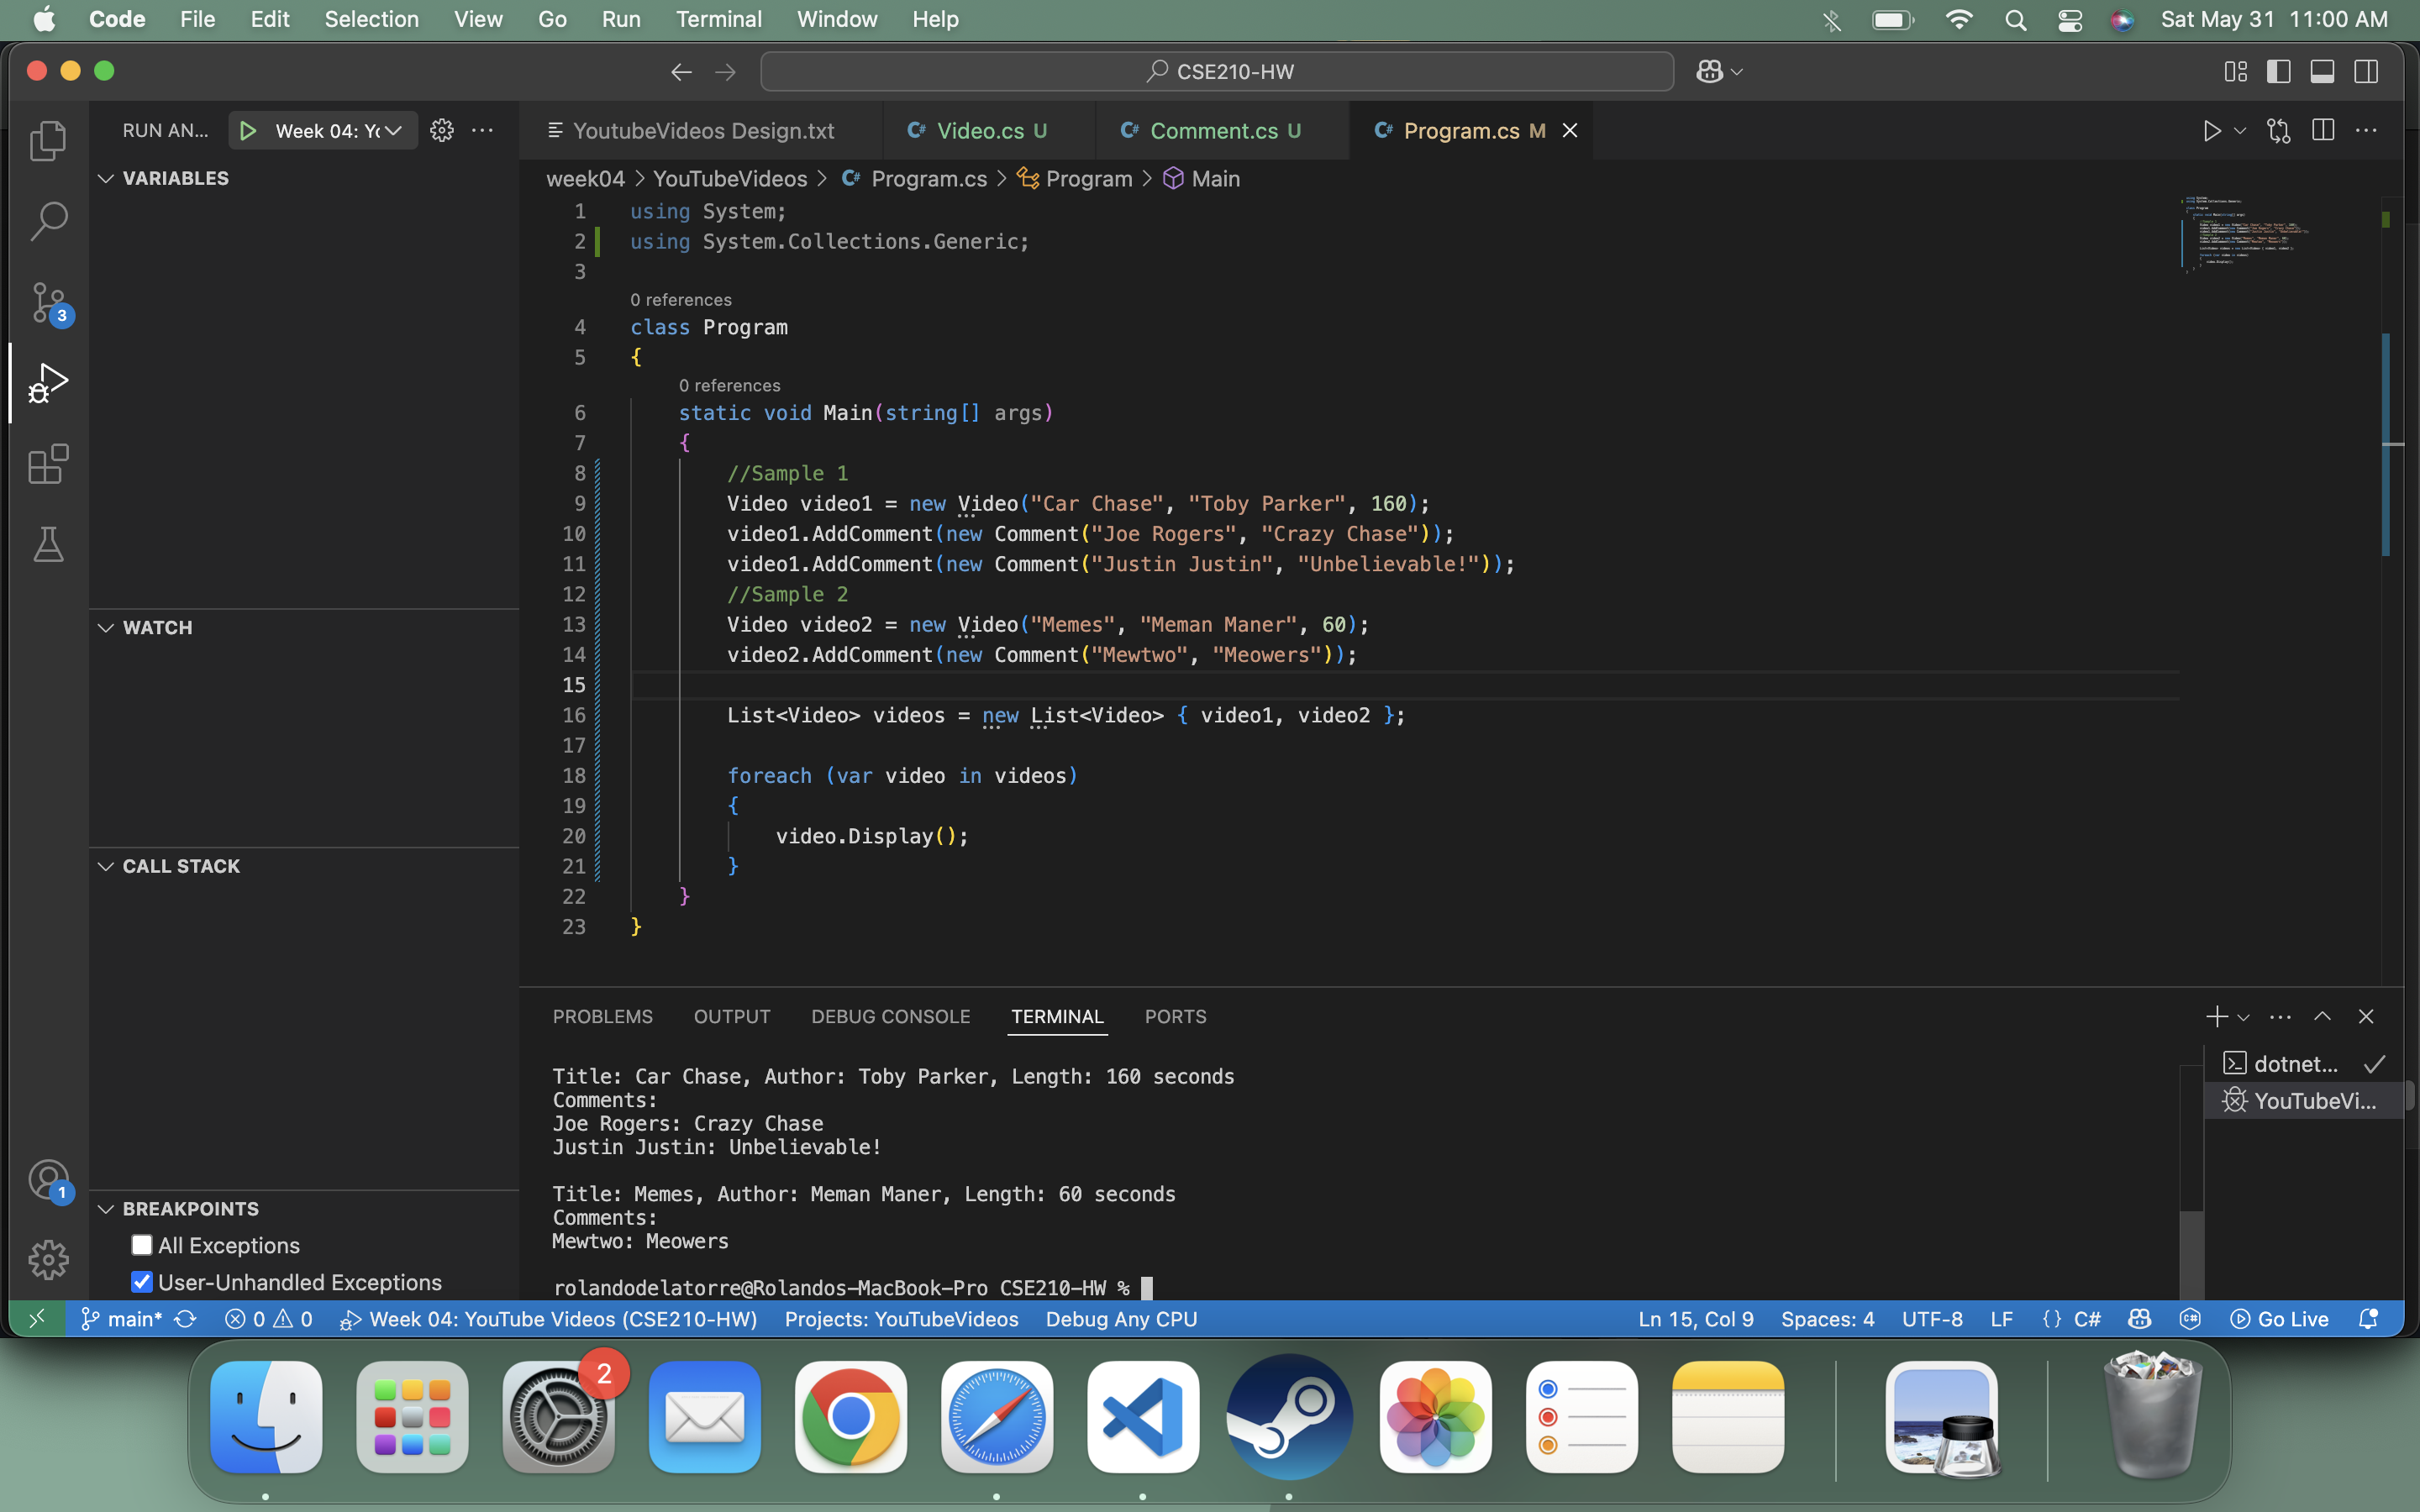 Code File Edit Selection View Go Run Terminal Window Help Sat May 31 11:00 AM
CSE210-HW
RUN AN... Week 04: Yo
YoutubeVideos Design.txt Video.cs U Comment.cs U Program.cs M
week04 > YouTubeVideos > Program.cs > Program > Main
VARIABLES
WATCH
CALL STACK
BREAKPOINTS
All Exceptions
User-Unhandled Exceptions
3
1
1 using System;
2 using System.Collections.Generic;
3
0 references
4 class Program
5 {
0 references
6 static void Main(string[] args)
7 {
8 //Sample 1
9 Video video1 = new Video("Car Chase", "Toby Parker", 160);
10 video1.AddComment(new Comment("Joe Rogers", "Crazy Chase"));
11 video1.AddComment(new Comment("Justin Justin", "Unbelievable!"));
12 //Sample 2
13 Video video2 = new Video("Memes", "Meman Maner", 60);
14 video2.AddComment(new Comment("Mewtwo", "Meowers"));
15
16 List<Video> videos = new List<Video> { video1, video2 };
17
18 foreach (var video in videos)
19 {
20 video.Display();
21 }
22 }
23 }
PROBLEMS OUTPUT DEBUG CONSOLE TERMINAL PORTS
Title: Car Chase, Author: Toby Parker, Length: 160 seconds
Comments:
Joe Rogers: Crazy Chase
Justin Justin: Unbelievable!
Title: Memes, Author: Meman Maner, Length: 60 seconds
Comments:
Mewtwo: Meowers
rolandodelatorre@Rolandos-MacBook-Pro CSE210-HW %
dotnet...
YouTubeVi...
main* 0 0 Week 04: YouTube Videos (CSE210-HW) Projects: YouTubeVideos Debug Any CPU Ln 15, Col 9 Spaces: 4 UTF-8 LF {} C# Go Live
2